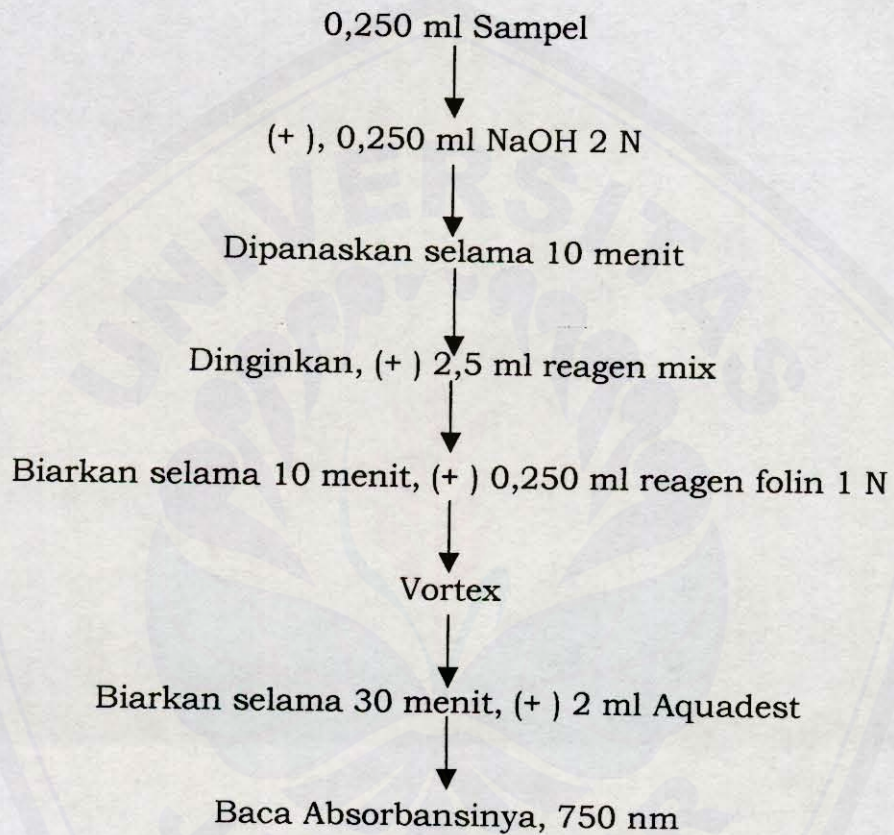 0,250 ml Sampel
(+ ), 0,250 ml NaOH 2 N
Dipanaskan selama 10 menit
Dinginkan, (+ ) 2,5 ml reagen mix
Biarkan selama 10 menit, (+ ) 0,250 ml reagen folin 1 N
Vortex
Biarkan selama 30 menit, (+ ) 2 ml Aquadest
Baca Absorbansinya, 750 nm
UNIVERSITAS